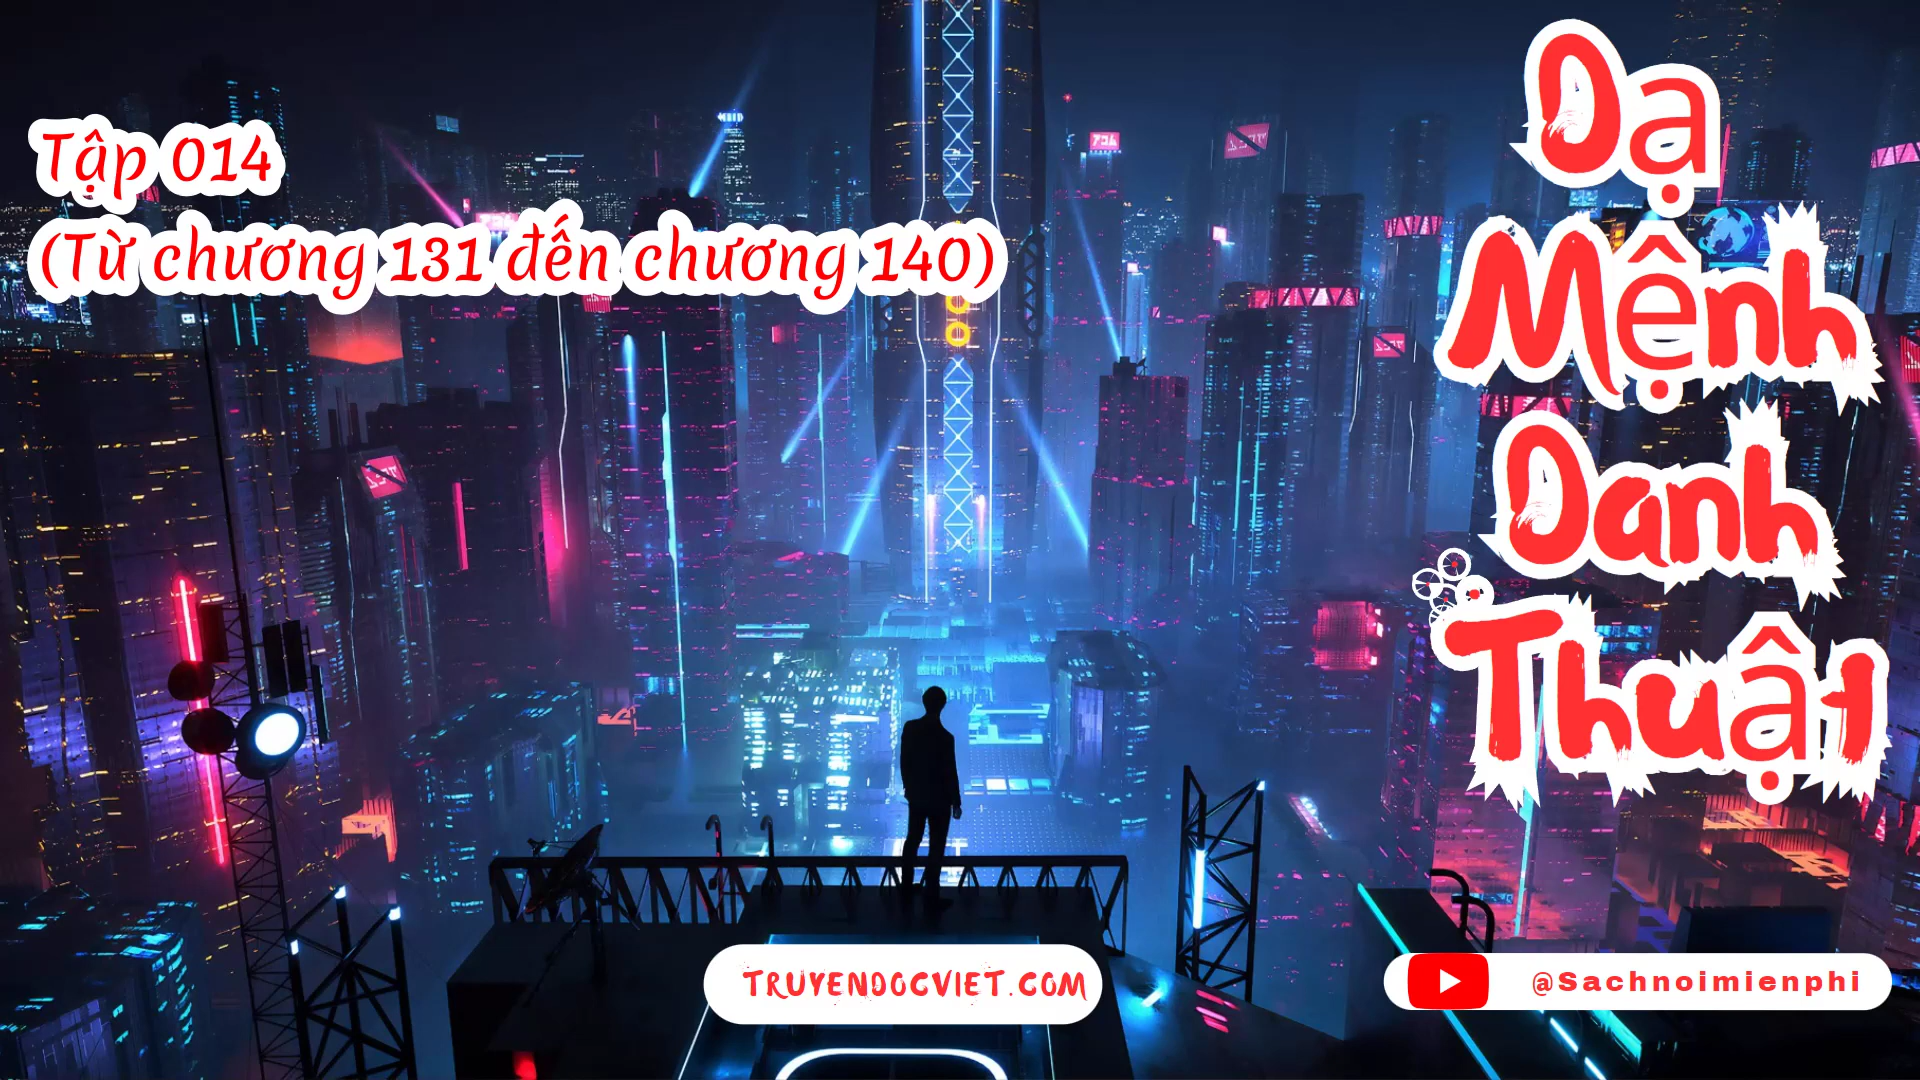 Tập 014
(Từ chương 131 đến chương 140)
Dạ
Mệnh
Danh
Thuật
TRUYENDOCVIET.COM
@Sachnoimienphi